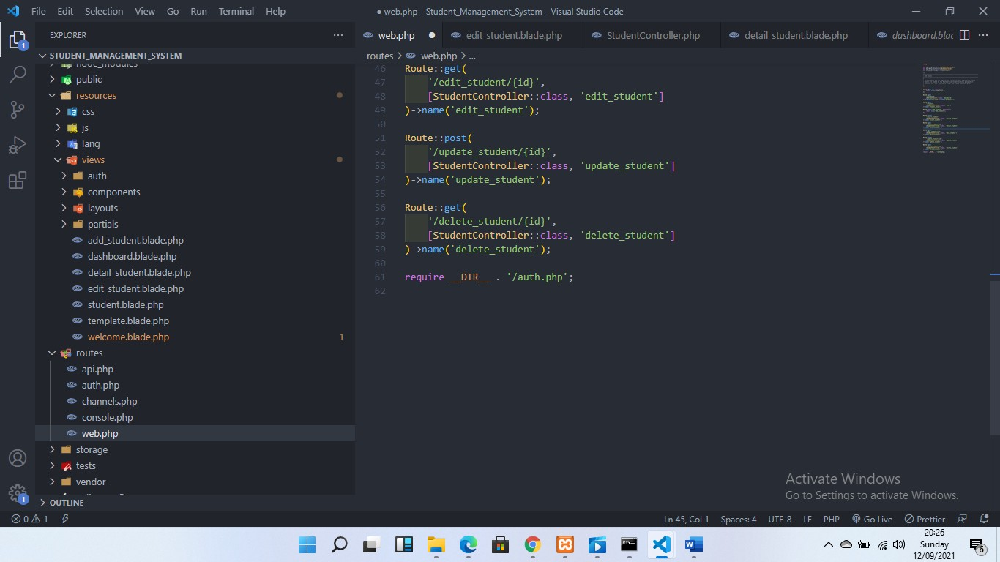 File Edit Selection View Go Run Terminal Help
● web.php - Student_Management_System - Visual Studio Code
EXPLORER
web.php
edit_student.blade.php
StudentController.php
detail_student.blade.php
dashboard.blac
STUDENT_MANAGEMENT_SYSTEM
node_modules
public
resources
css
js
lang
views
auth
components
layouts
partials
add_student.blade.php
dashboard.blade.php
detail_student.blade.php
edit_student.blade.php
student.blade.php
template.blade.php
welcome.blade.php 1
routes
api.php
auth.php
channels.php
console.php
web.php
storage
tests
vendor
OUTLINE
1
1
routes > web.php > ...
46 Route::get(
47 '/edit_student/{id}',
48 [StudentController::class, 'edit_student']
49 )->name('edit_student');
50
51 Route::post(
52 '/update_student/{id}',
53 [StudentController::class, 'update_student']
54 )->name('update_student');
55
56 Route::get(
57 '/delete_student/{id}',
58 [StudentController::class, 'delete_student']
59 )->name('delete_student');
60
61 require __DIR__ . '/auth.php';
62
Activate Windows
Go to Settings to activate Windows.
0 1
Ln 45, Col 1 Spaces: 4 UTF-8 LF PHP Go Live Prettier
20:26
Sunday
12/09/2021
6